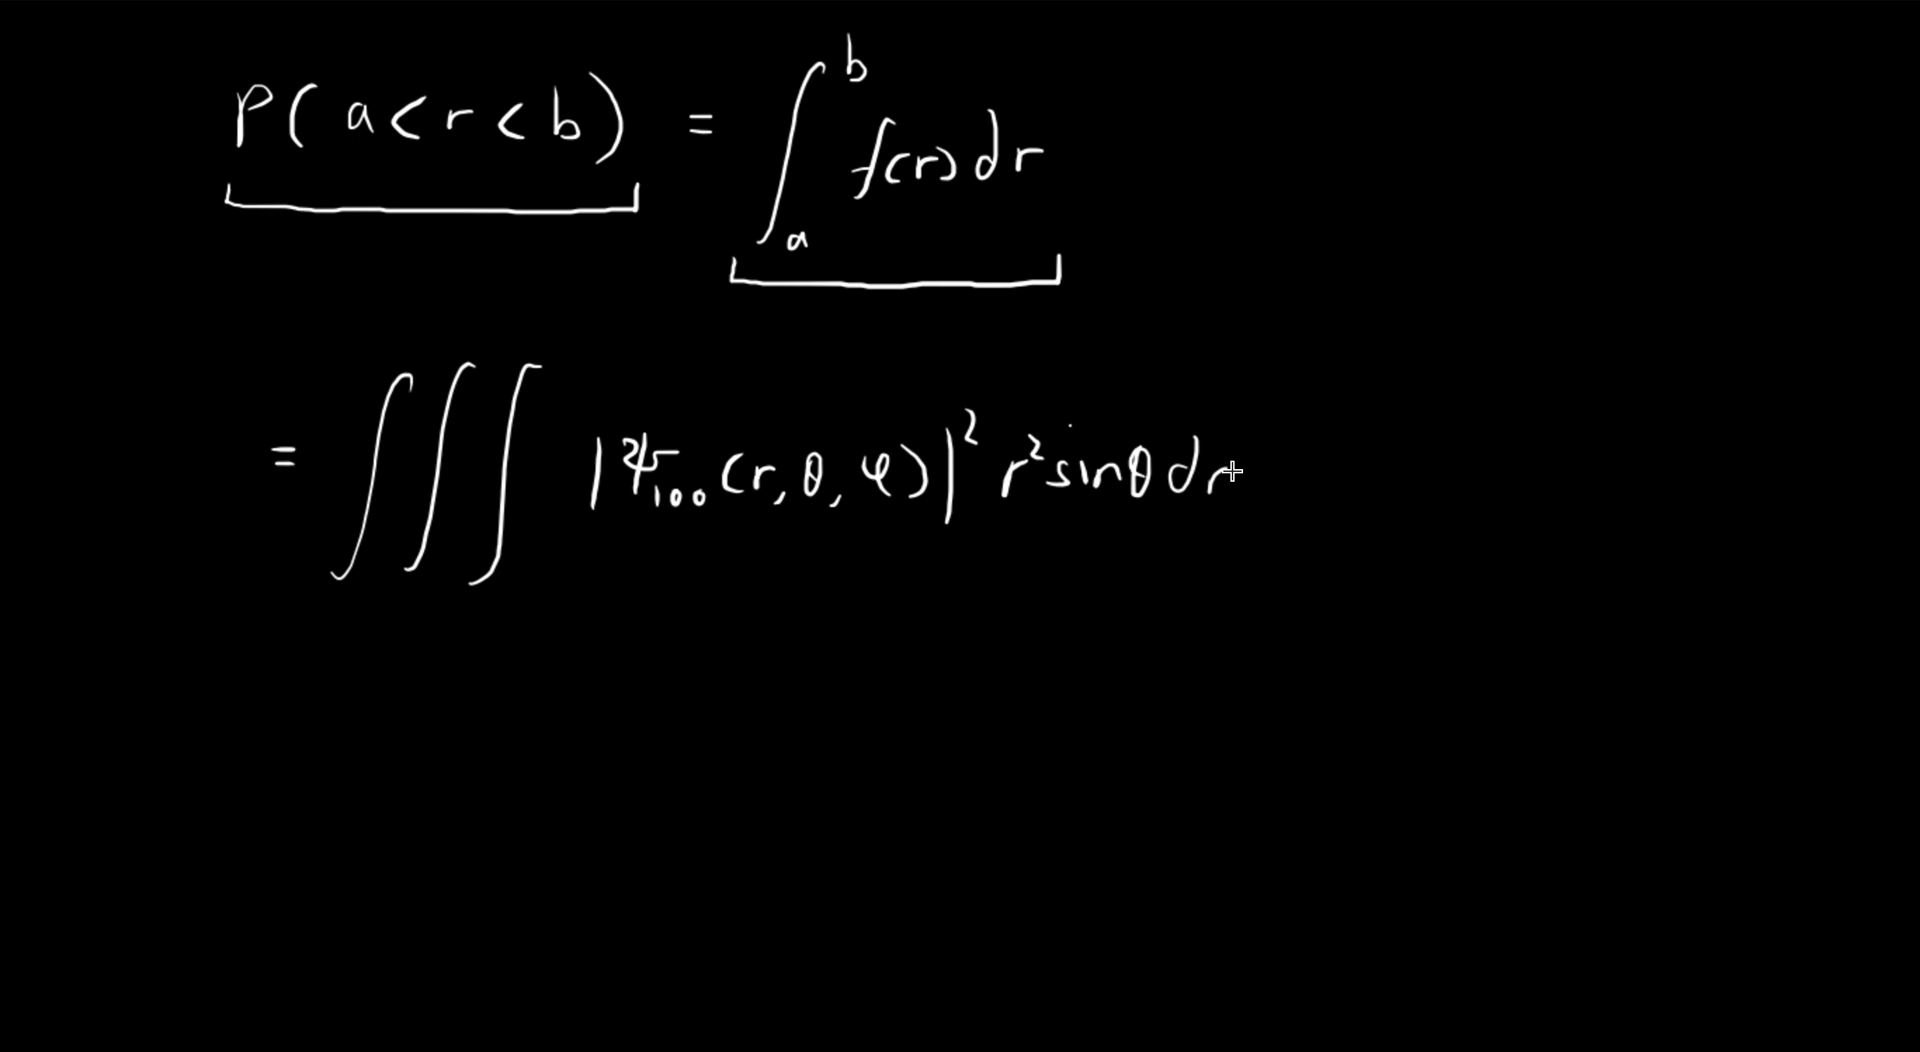 P(a<r<b) = ∫_a^b f(r)dr
= ∫∫∫ |ψ₁₀₀(r,θ,φ)|² r² sinθ dr